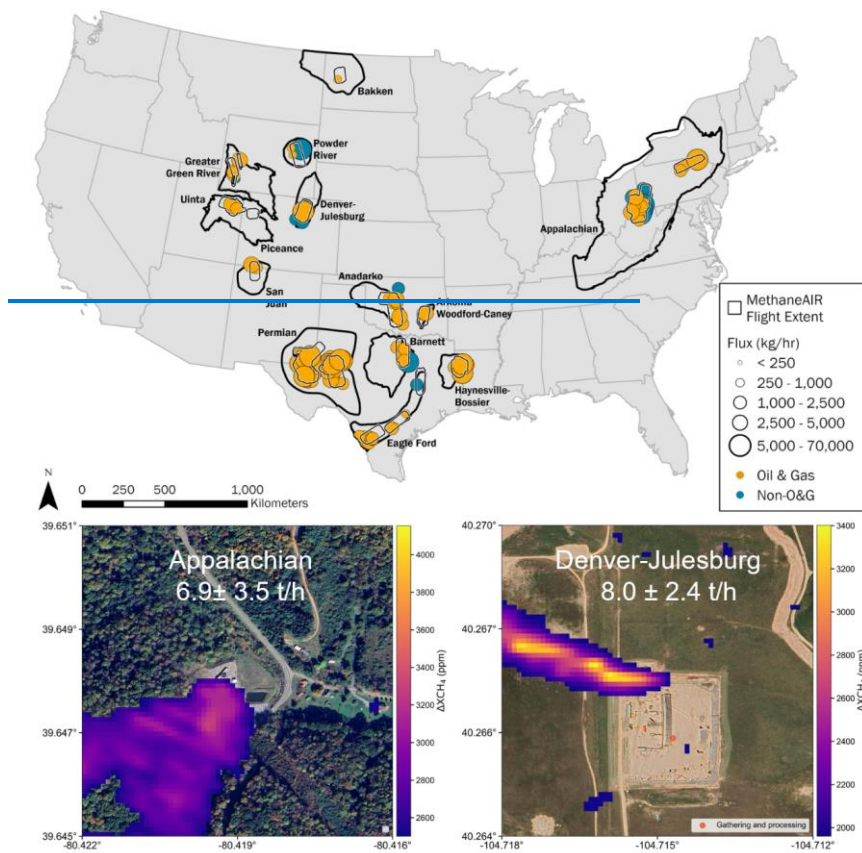 Bakken
Powder
River
Greater
Green River
Uinta
Denver-
Julesburg
Piceance
Appalachian
San
Juan
Anadarko
Arkoma
Woodford-Caney
Permian
Barnett
Haynesville-
Bossier
Eagle Ford
MethaneAIR
Flight Extent
Flux (kg/hr)
< 250
250 - 1,000
1,000 - 2,500
2,500 - 5,000
5,000 - 70,000
Oil & Gas
Non-O&G
N
0 250 500 1,000
Kilometers
Appalachian
6.9± 3.5 t/h
39.651°
39.649°
39.647°
39.645°
-80.422 -80.419° -80.416
4000
3800
3600
3400
3200
3000
2800
2600
ΔXCH₄ (ppm)
Denver-Julesburg
8.0 ± 2.4 t/h
40.270°
40.267°
40.266°
40.264°
-104.718 -104.715° -104.712
Gathering and processing
3400
3200
3000
2800
2600
2400
2200
2000
ΔXCH₄ (ppm)